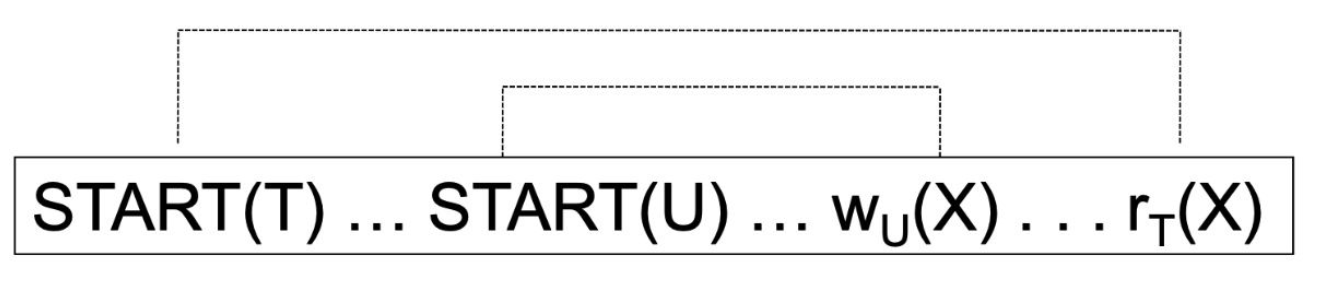 START(T) ... START(U) ... w_U(X) . . . r_T(X)